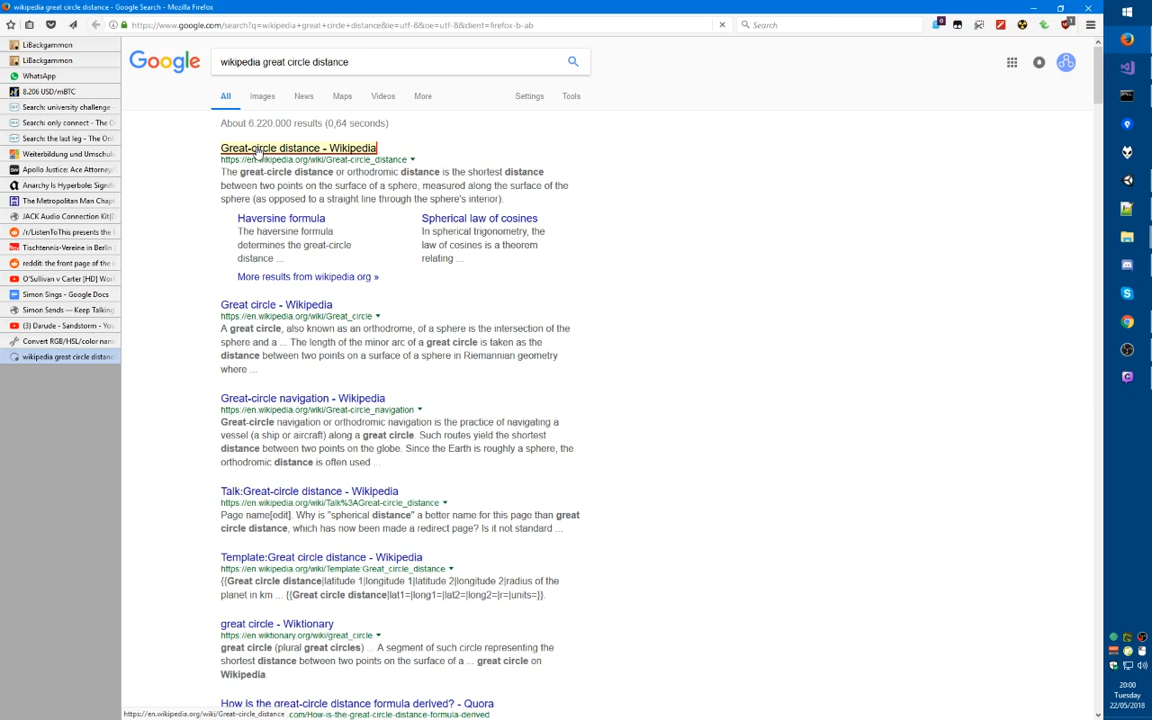 wikipedia great circle distance - Google Search - Mozilla Firefox
https://www.google.com/search?q=wikipedia+great+circle+distance&ie=utf-8&oe=utf-8&client=firefox-b-ab
Search
LiBackgammon
LiBackgammon
WhatsApp
8.206 USD/mBTC
Search: university challenge -
Search: only connect - The O
Search: the last leg - The Onl
Weiterbildung und Umschul
Apollo Justice: Ace Attorney
Anarchy Is Hyperbole: Signifi
The Metropolitan Man Chap
JACK Audio Connection Kit|D
/r/ListenToThis presents the
Tischtennis-Vereine in Berlin |
reddit: the front page of the i
O'Sullivan v Carter [HD] Wor
Simon Sings - Google Docs
Simon Sends — Keep Talking
(3) Darude - Sandstorm - You
Convert RGB/HSL/color nam
wikipedia great circle distanc
Google
wikipedia great circle distance
All Images News Maps Videos More Settings Tools
About 6.220.000 results (0,64 seconds)
Great-circle distance - Wikipedia
https://en.wikipedia.org/wiki/Great-circle_distance
The great-circle distance or orthodromic distance is the shortest distance
between two points on the surface of a sphere, measured along the surface of the
sphere (as opposed to a straight line through the sphere's interior).
Haversine formula
The haversine formula
determines the great-circle
distance ...
Spherical law of cosines
In spherical trigonometry, the
law of cosines is a theorem
relating ...
More results from wikipedia.org »
Great circle - Wikipedia
https://en.wikipedia.org/wiki/Great_circle
A great circle, also known as an orthodrome, of a sphere is the intersection of the
sphere and a ... The length of the minor arc of a great circle is taken as the
distance between two points on a surface of a sphere in Riemannian geometry
where ...
Great-circle navigation - Wikipedia
https://en.wikipedia.org/wiki/Great-circle_navigation
Great-circle navigation or orthodromic navigation is the practice of navigating a
vessel (a ship or aircraft) along a great circle. Such routes yield the shortest
distance between two points on the globe. Since the Earth is roughly a sphere, the
orthodromic distance is often used ...
Talk:Great-circle distance - Wikipedia
https://en.wikipedia.org/wiki/Talk%3AGreat-circle_distance
Page name[edit]. Why is "spherical distance" a better name for this page than great
circle distance, which has now been made a redirect page? Is it not standard ...
Template:Great circle distance - Wikipedia
https://en.wikipedia.org/wiki/Template:Great_circle_distance
{{Great circle distance|latitude 1|longitude 1|latitude 2|longitude 2|radius of the
planet in km ... {{Great circle distance|lat1=|long1=|lat2=|long2=|r=|units=}}.
great circle - Wiktionary
https://en.wiktionary.org/wiki/great_circle
great circle (plural great circles) ... A segment of such circle representing the
shortest distance between two points on the surface of a ... great circle on
Wikipedia.
How is the great-circle distance formula derived? - Quora
https://en.wikipedia.org/wiki/Great-circle_distance .com/How-is-the-great-circle-distance-formula-derived
20:00
Tuesday
22/05/2018